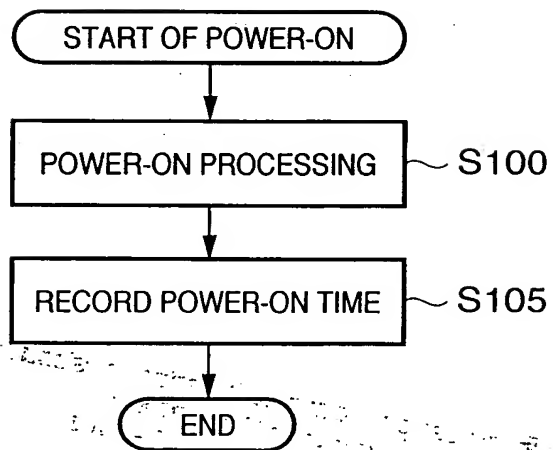 START OF POWER-ON
POWER-ON PROCESSING
S100
RECORD POWER-ON TIME
S105
END